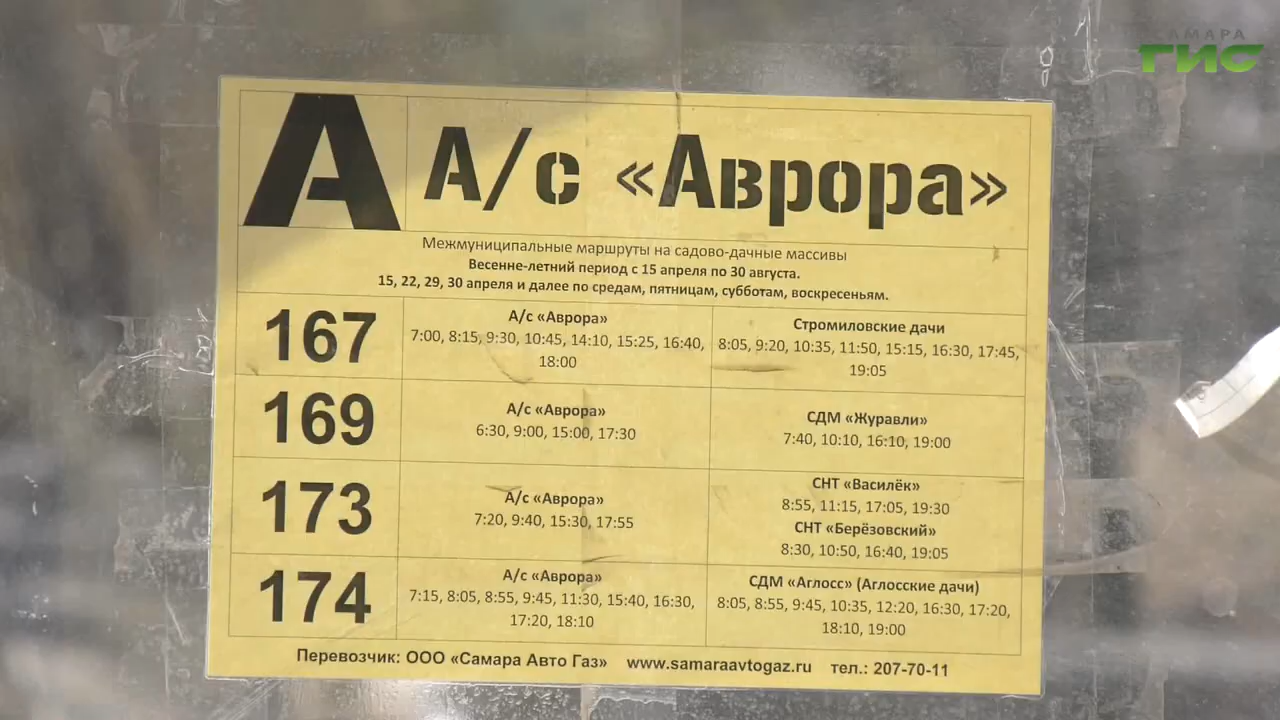 САМАРА
ГИС
А
А/с «Аврора»
Межмуниципальные маршруты на садово-дачные массивы
Весенне-летний период с 15 апреля по 30 августа.
15, 22, 29, 30 апреля и далее по средам, пятницам, субботам, воскресеньям.
167
А/с «Аврора»
7:00, 8:15, 9:30, 10:45, 14:10, 15:25, 16:40,
18:00
Стромиловские дачи
8:05, 9:20, 10:35, 11:50, 15:15, 16:30, 17:45,
19:05
169
А/с «Аврора»
6:30, 9:00, 15:00, 17:30
СДМ «Журавли»
7:40, 10:10, 16:10, 19:00
173
А/с «Аврора»
7:20, 9:40, 15:30, 17:55
СНТ «Василёк»
8:55, 11:15, 17:05, 19:30
СНТ «Берёзовский»
8:30, 10:50, 16:40, 19:05
174
А/с «Аврора»
7:15, 8:05, 8:55, 9:45, 11:30, 15:40, 16:30,
17:20, 18:10
СДМ «Аглосс» (Аглосские дачи)
8:05, 8:55, 9:45, 10:35, 12:20, 16:30, 17:20,
18:10, 19:00
Перевозчик: ООО «Самара Авто Газ» www.samaraavtogaz.ru тел.: 207-70-11